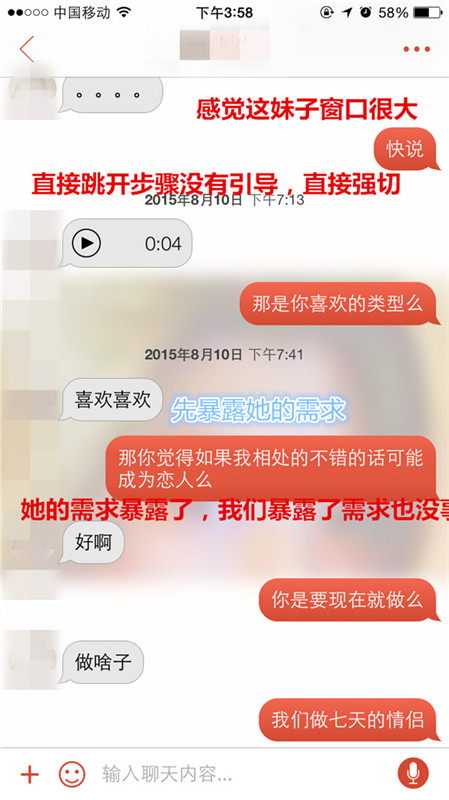 中国移动
下午3:58
58%
。。。。
感觉这妹子窗口很大
快说
直接跳开步骤没有引导，直接强切
2015年8月10日 下午7:13
0:04
那是你喜欢的类型么
2015年8月10日 下午7:41
喜欢喜欢
先暴露她的需求
那你觉得如果我相处的不错的话可能
成为恋人么
她的需求暴露了，我们暴露了需求也没事
好啊
你是要现在就做么
做啥子
我们做七天的情侣
输入聊天内容...